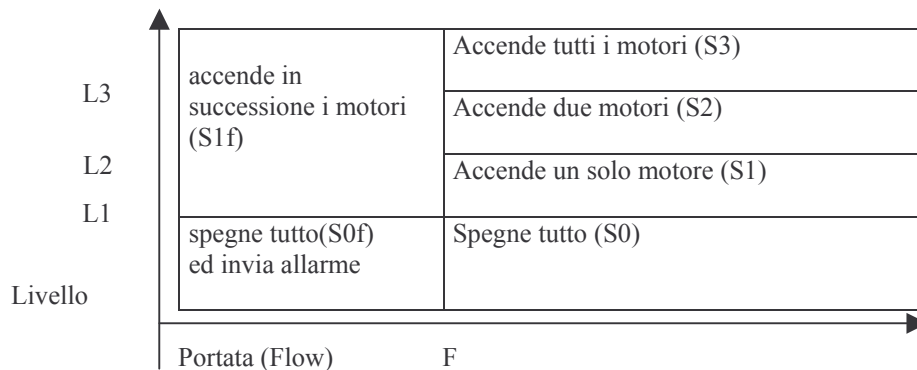 Accende tutti i motori (S3)
accende in
successione i motori
(S1f)
L3
Accende due motori (S2)
L2
Accende un solo motore (S1)
L1
spegne tutto(S0f)
ed invia allarme
Spegne tutto (S0)
Livello
Portata (Flow)
F